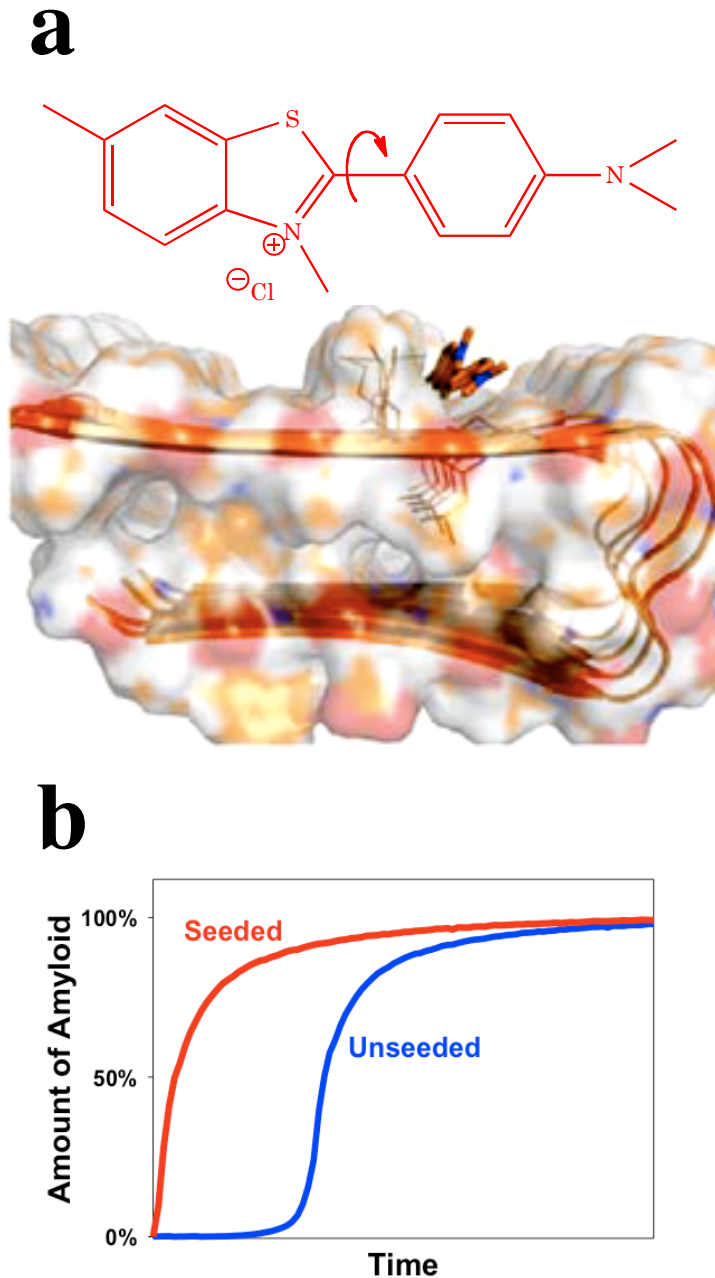 a
S
N
N
⊕
⊖Cl
b
100%
Seeded
Unseeded
50%
0%
Amount of Amyloid
Time